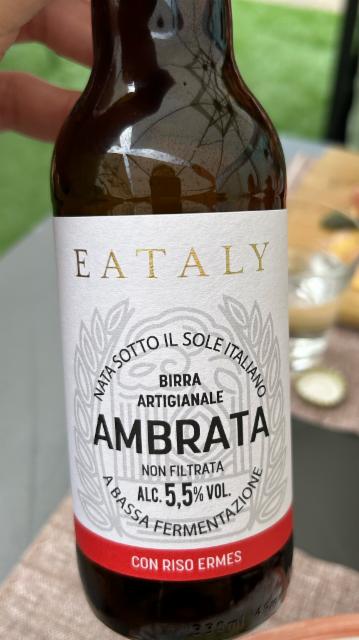 EATALY
NATA SOTTO IL SOLE ITALIANO
BIRRA
ARTIGIANALE
AMBRATA
NON FILTRATA
ALC. 5,5% VOL.
A BASSA FERMENTAZIONE
CON RISO ERMES